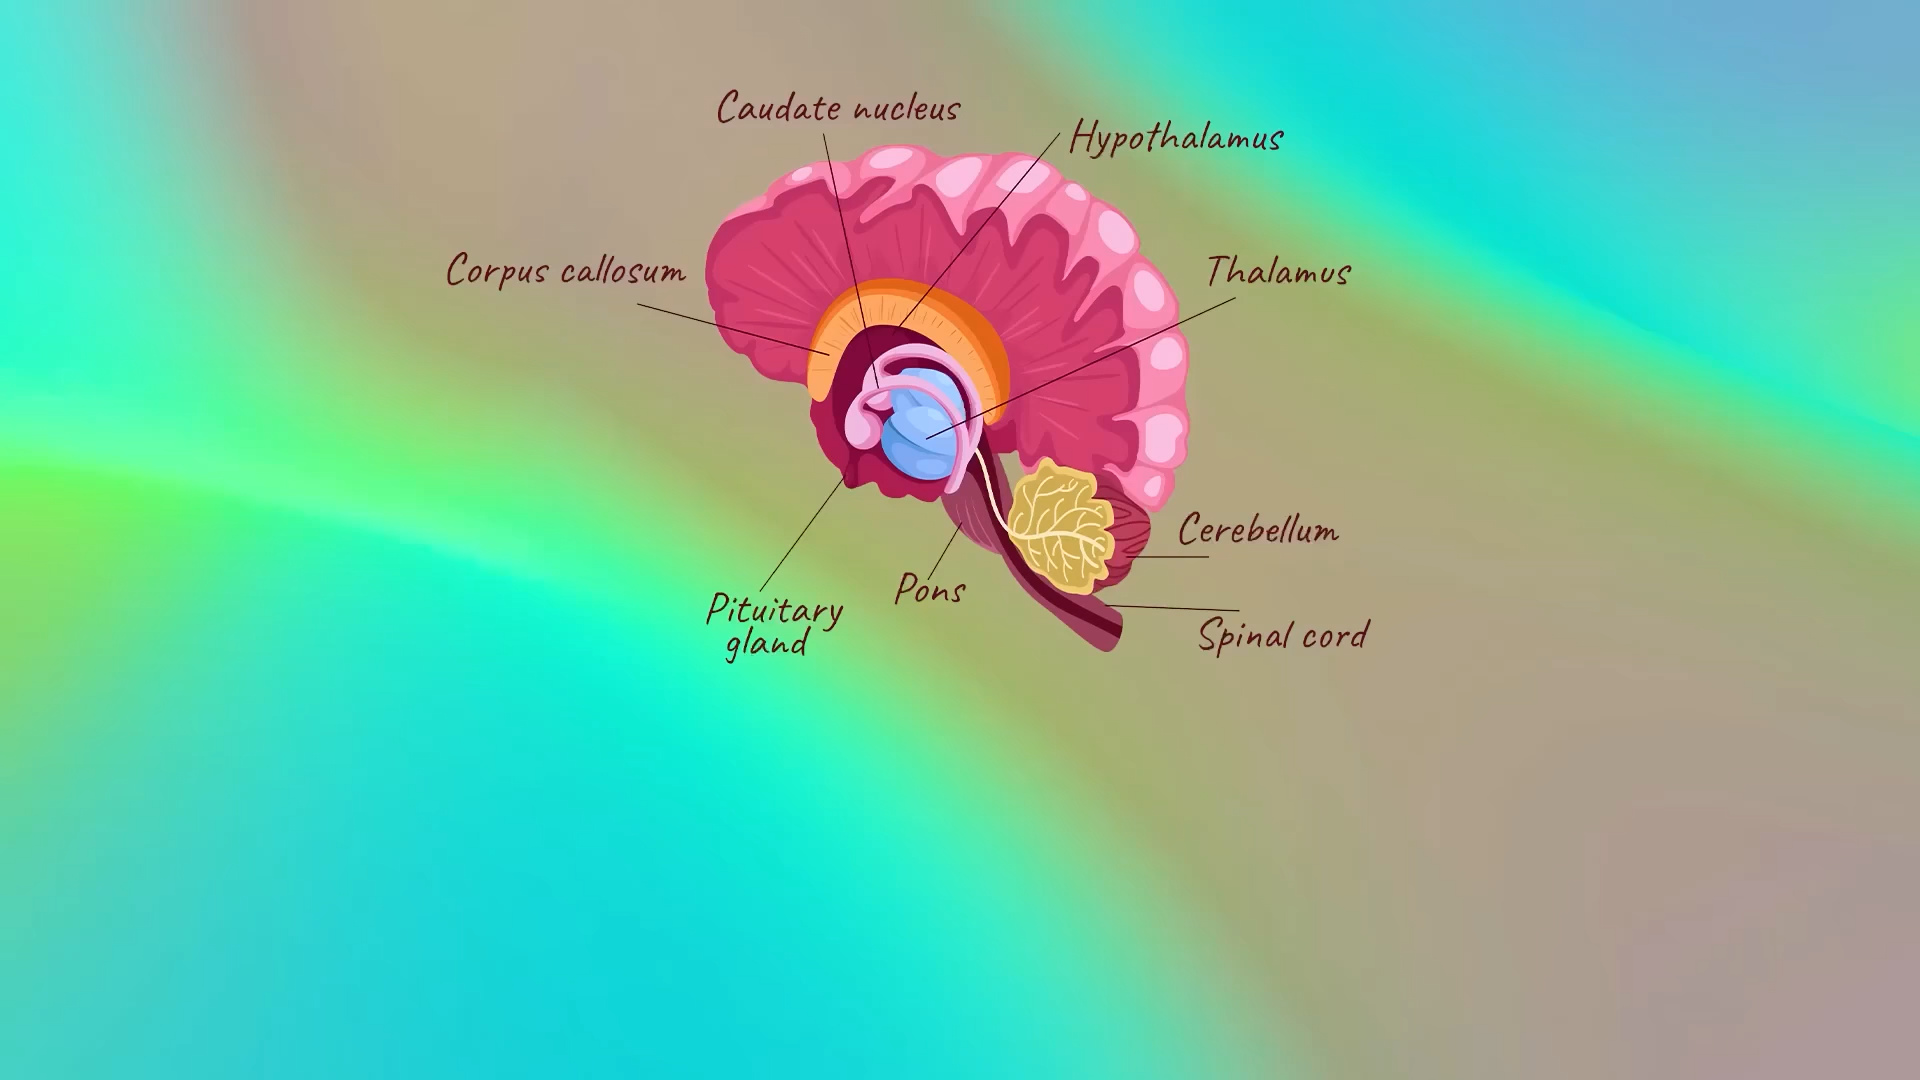 Caudate nucleus
Hypothalamus
Corpus callosum
Thalamus
Cerebellum
Pons
Pituitary
gland
Spinal cord